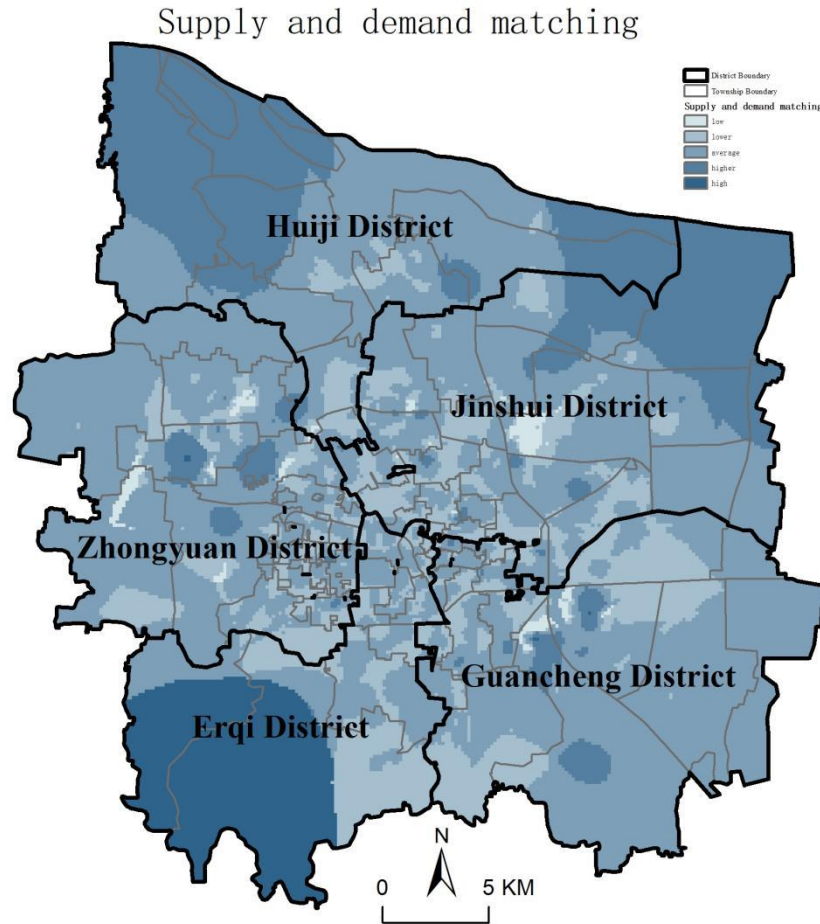 Supply and demand matching
District Boundary
Township Boundary
Supply and demand matching
low
lower
average
higher
high
Huiji District
Jinshui District
Zhongyuan District
Guancheng District
Erqi District
N
0 5 KM